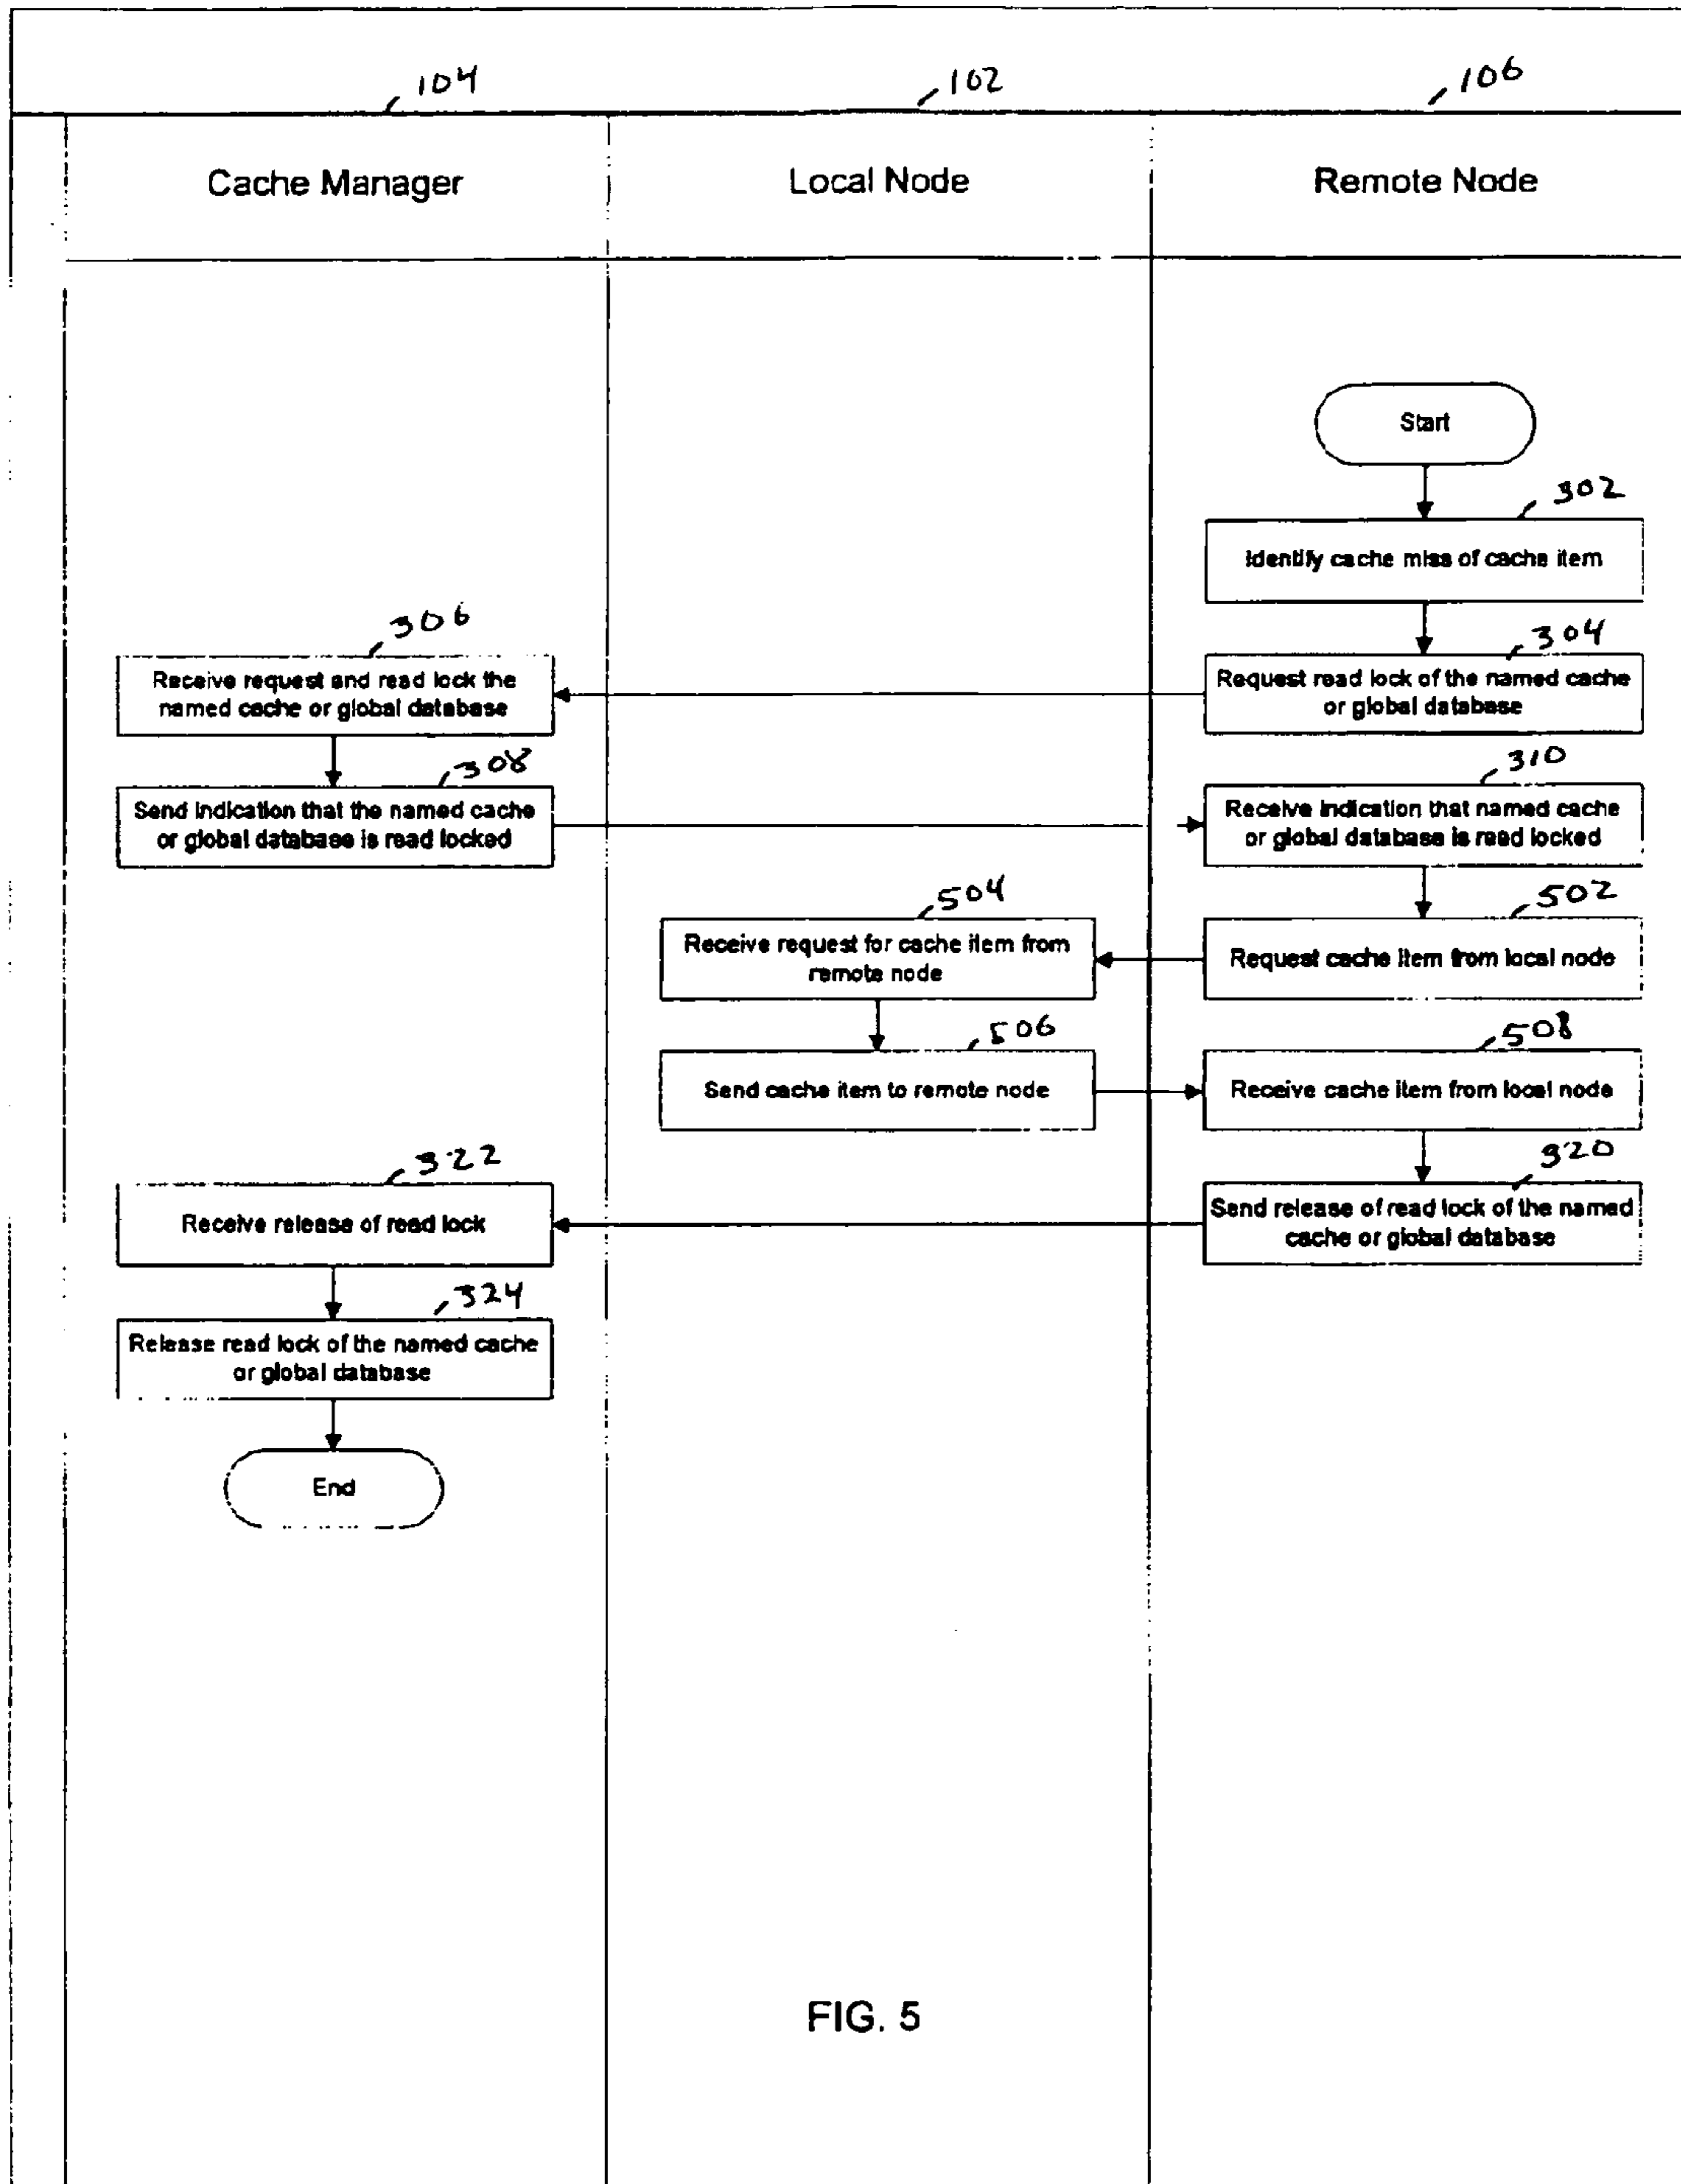 104
102
106
Cache Manager
Local Node
Remote Node
Start
302
Identify cache miss of cache item
306
304
Receive request and read lock the
named cache or global database
Request read lock of the named cache
or global database
308
310
Send indication that the named cache
or global database is read locked
Receive indication that named cache
or global database is read locked
504
502
Receive request for cache item from
remote node
Request cache item from local node
506
508
Send cache item to remote node
Receive cache item from local node
322
320
Receive release of read lock
Send release of read lock of the named
cache or global database
324
Release read lock of the named cache
or global database
End
FIG. 5